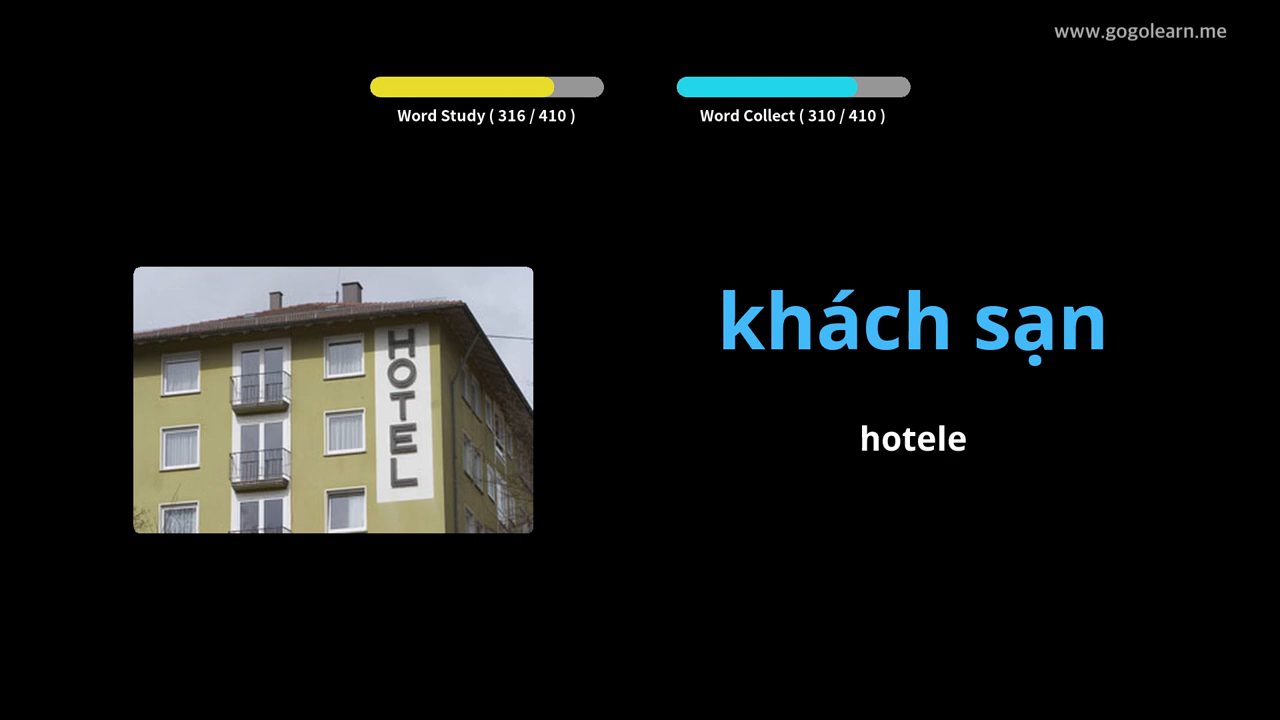 www.gogolearn.me
Word Study ( 316 / 410 )
Word Collect ( 310 / 410 )
HOTEL
khách sạn
hotele